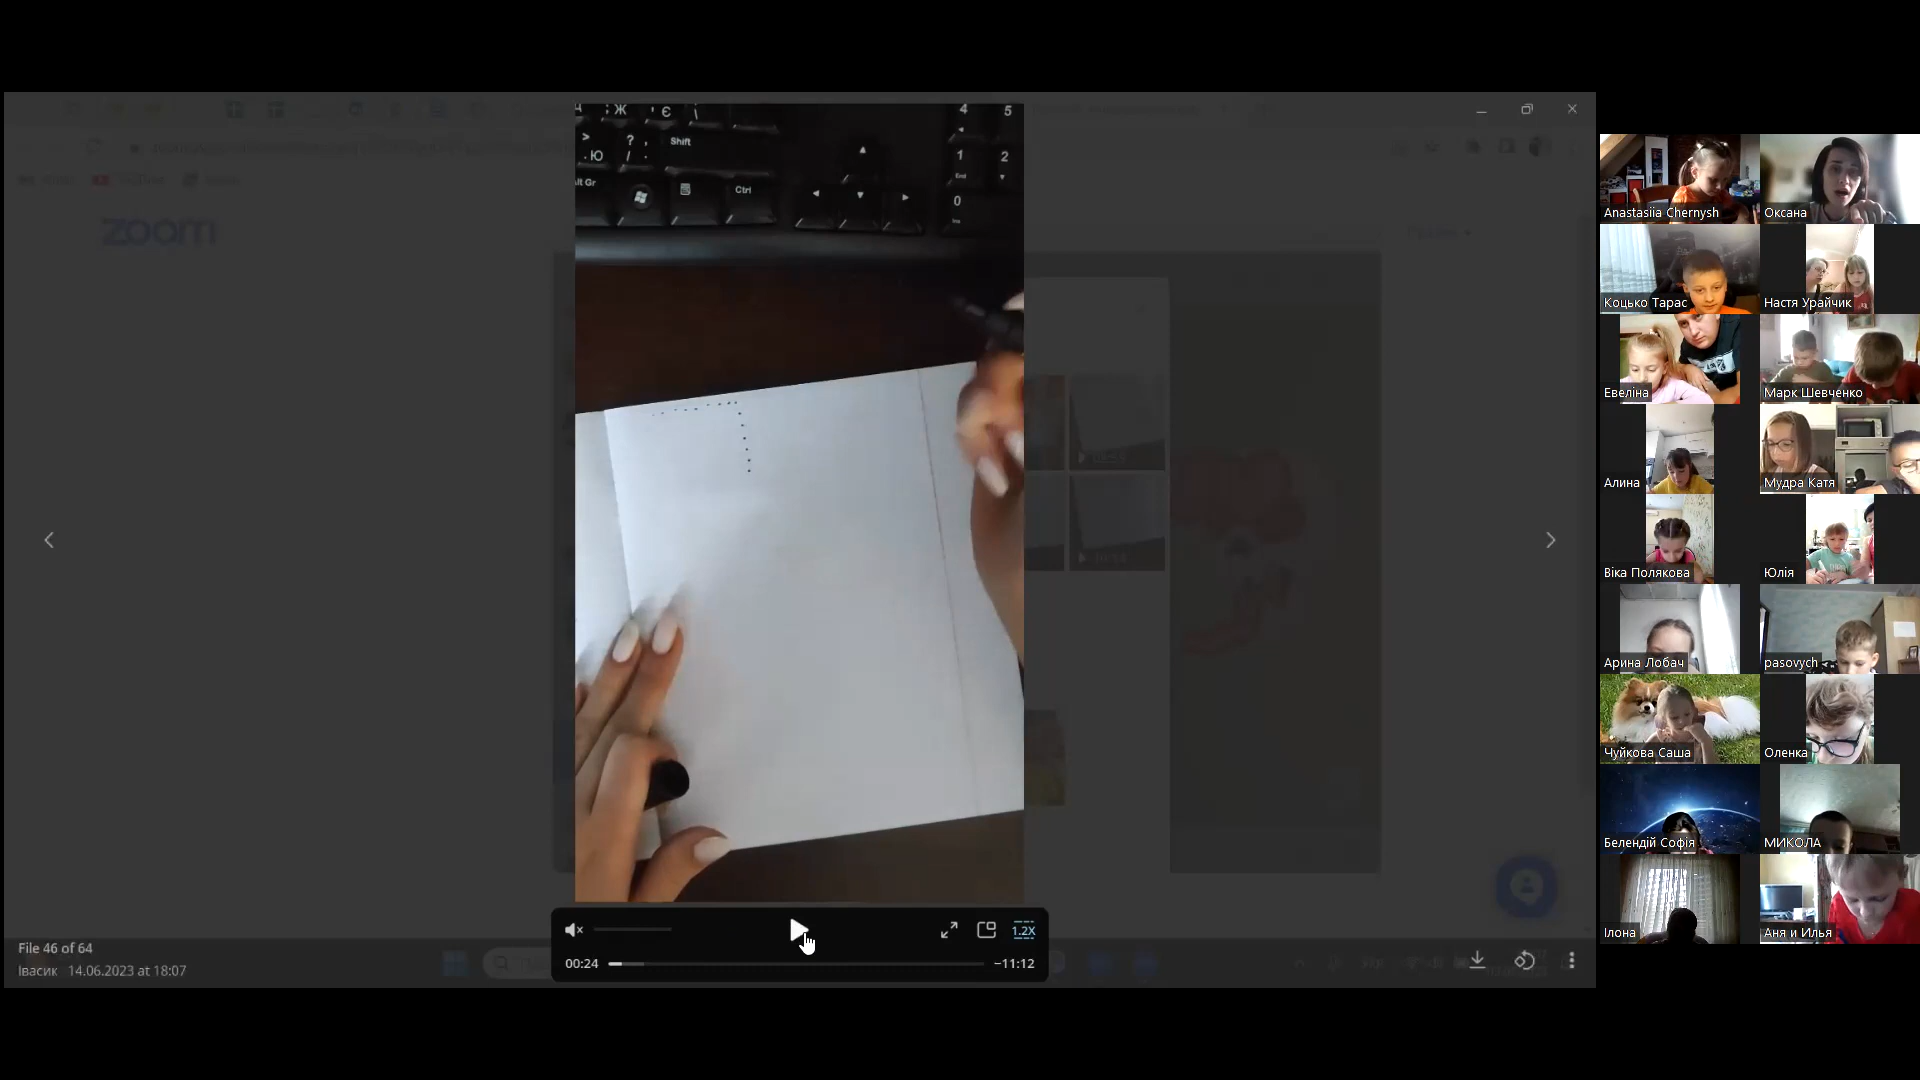 zoom
Ж
' Є
Ї
4
5
>
. Ю
? ,
/ .
Shift
1
End
2
lt Gr
Ctrl
0
Ins
Anastasiia Chernysh
Оксана
Коцько Тарас
Настя Урайчик
Евеліна
Марк Шевченко
Алина
Мудра Катя
Віка Полякова
Юлія
Арина Лобач
pasovych
Чуйкова Саша
Оленка
Белендій Софія
МИКОЛА
Ілона
Аня и Илья
1.2X
00:24
−11:12
File 46 of 64
Івасик 14.06.2023 at 18:07